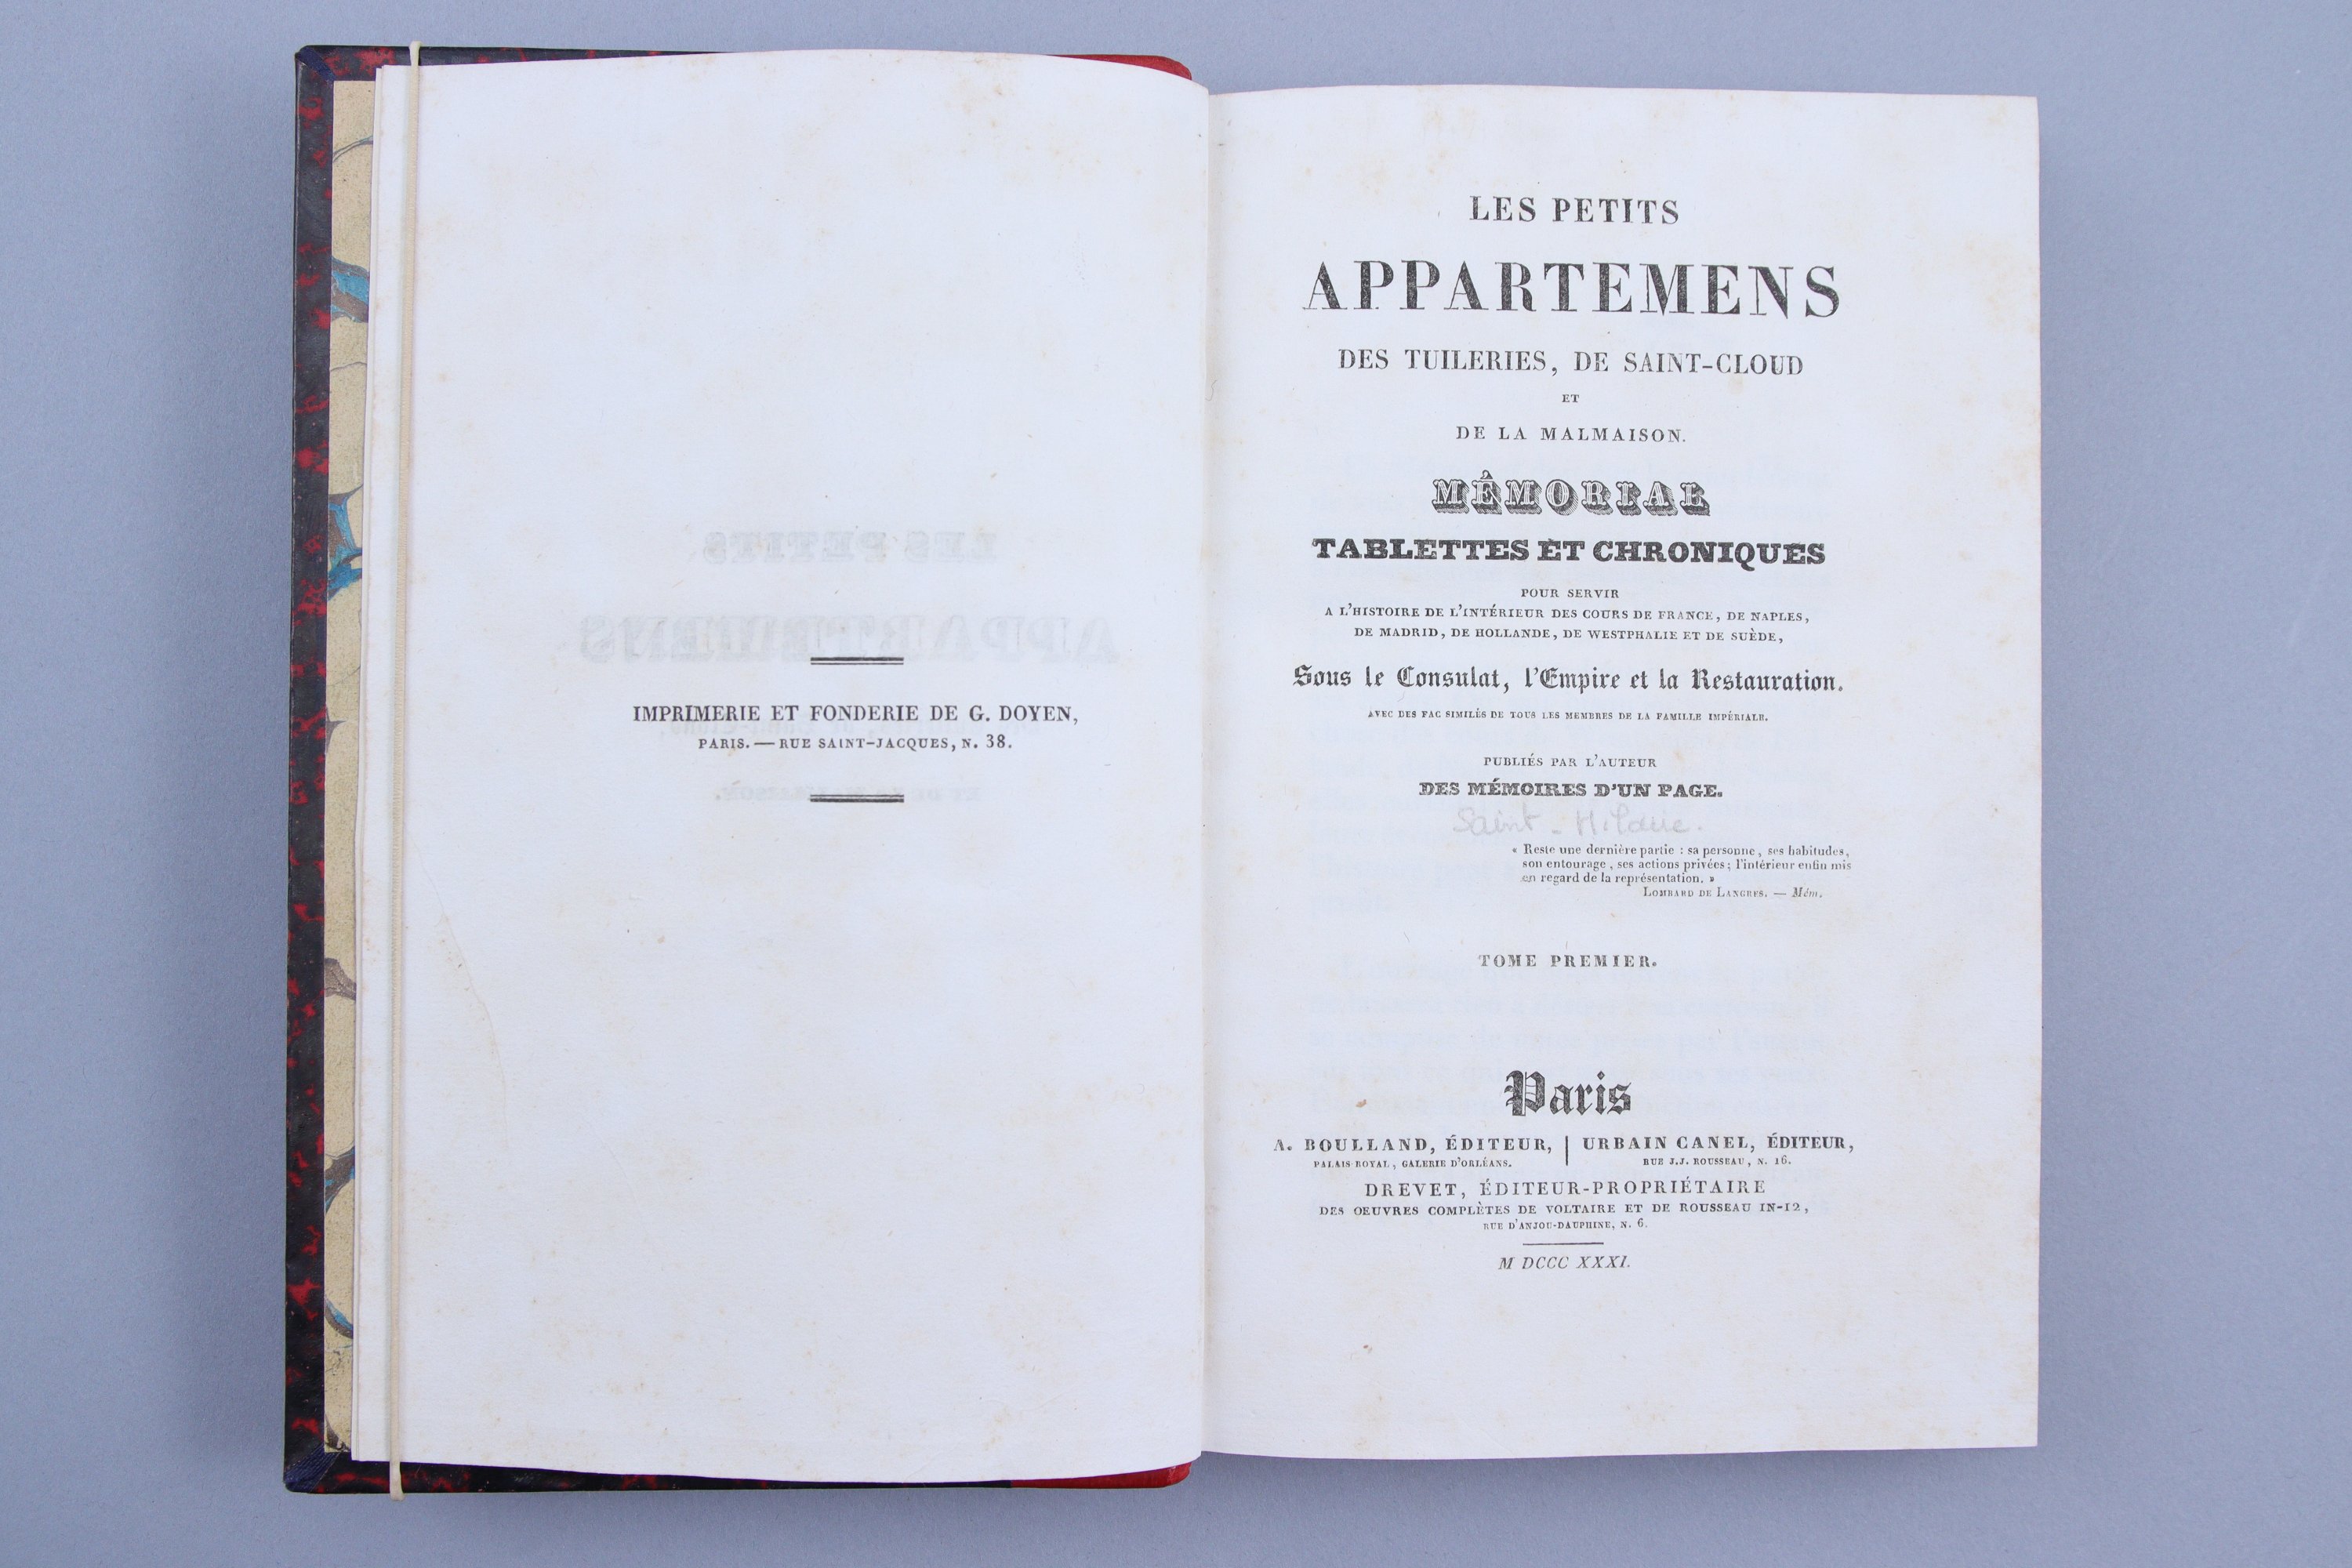 IMPRIMERIE ET FONDERIE DE G. DOYEN,
PARIS. — RUE SAINT-JACQUES, N. 38.
LES PETITS
APPARTEMENS
DES TUILERIES, DE SAINT-CLOUD
ET
DE LA MALMAISON.
MÉMORIAL
TABLETTES ET CHRONIQUES
POUR SERVIR
A L'HISTOIRE DE L'INTÉRIEUR DES COURS DE FRANCE, DE NAPLES,
DE MADRID, DE HOLLANDE, DE WESTPHALIE ET DE SUÈDE,
Sous le Consulat, l'Empire et la Restauration.
AVEC DES FAC SIMILÉS DE TOUS LES MEMBRES DE LA FAMILLE IMPÉRIALE.
PUBLIÉS PAR L'AUTEUR
DES MÉMOIRES D'UN PAGE.
Saint-
« Reste une dernière partie : sa personne, ses habitudes,
son entourage, ses actions privées; l'intérieur enfin mis
en regard de la représentation. »
LOMBARD DE LANGRES. — Mém.
TOME PREMIER.
Paris
A. BOULLAND, ÉDITEUR,
PALAIS-ROYAL, GALERIE D'ORLÉANS.
URBAIN CANEL, ÉDITEUR,
RUE J.J. ROUSSEAU, N. 16.
DREVET, ÉDITEUR-PROPRIÉTAIRE
DES OEUVRES COMPLÈTES DE VOLTAIRE ET DE ROUSSEAU IN-12,
RUE D'ANJOU-DAUPHINE, N. 6.
M DCCC XXXI.